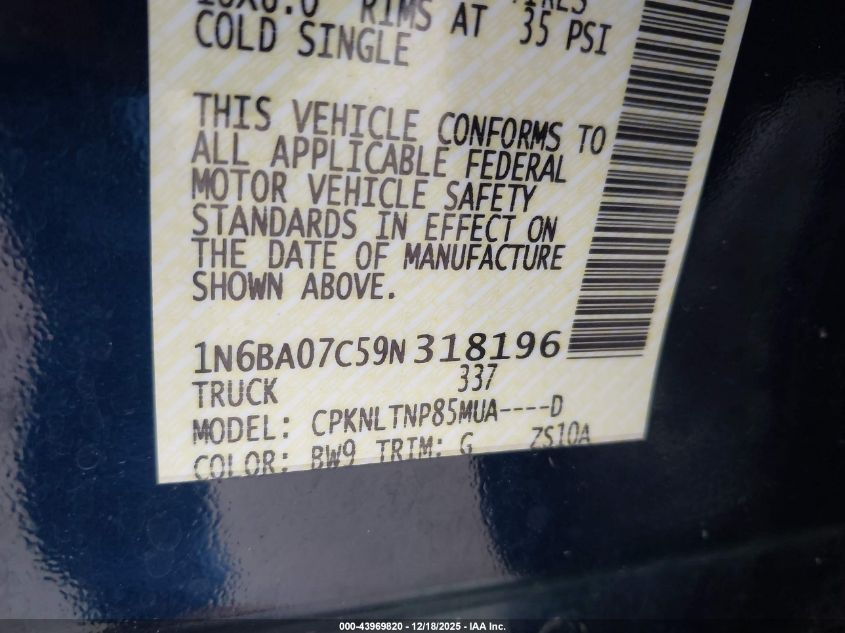 RIMS AT 35 PSI
COLD SINGLE
THIS VEHICLE CONFORMS TO
ALL APPLICABLE FEDERAL
MOTOR VEHICLE SAFETY
STANDARDS IN EFFECT ON
THE DATE OF MANUFACTURE
SHOWN ABOVE.
1N6BA07C59N318196
TRUCK 337
MODEL: CPKNLTNP85MUA----D
COLOR: BW9 TRIM: G ZS10A
000-43969820 - 12/18/2025 - IAA Inc.